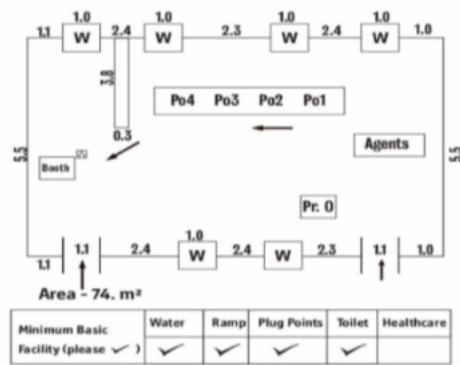 1.0 1.0 1.0 1.0
1.1 W 2.4 W 2.3 W 2.4 W 1.0
3.8
Po4 Po3 Po2 Po1
0.3
5.5
Booth
Agents
5.5
Pr. O
1.0
1.1 1.1 2.4 W 2.4 W 2.3 1.1 1.0
Area - 74. m²
Minimum Basic Facility (please ✓)
Water Ramp Plug Points Toilet Healthcare
✓ ✓ ✓ ✓